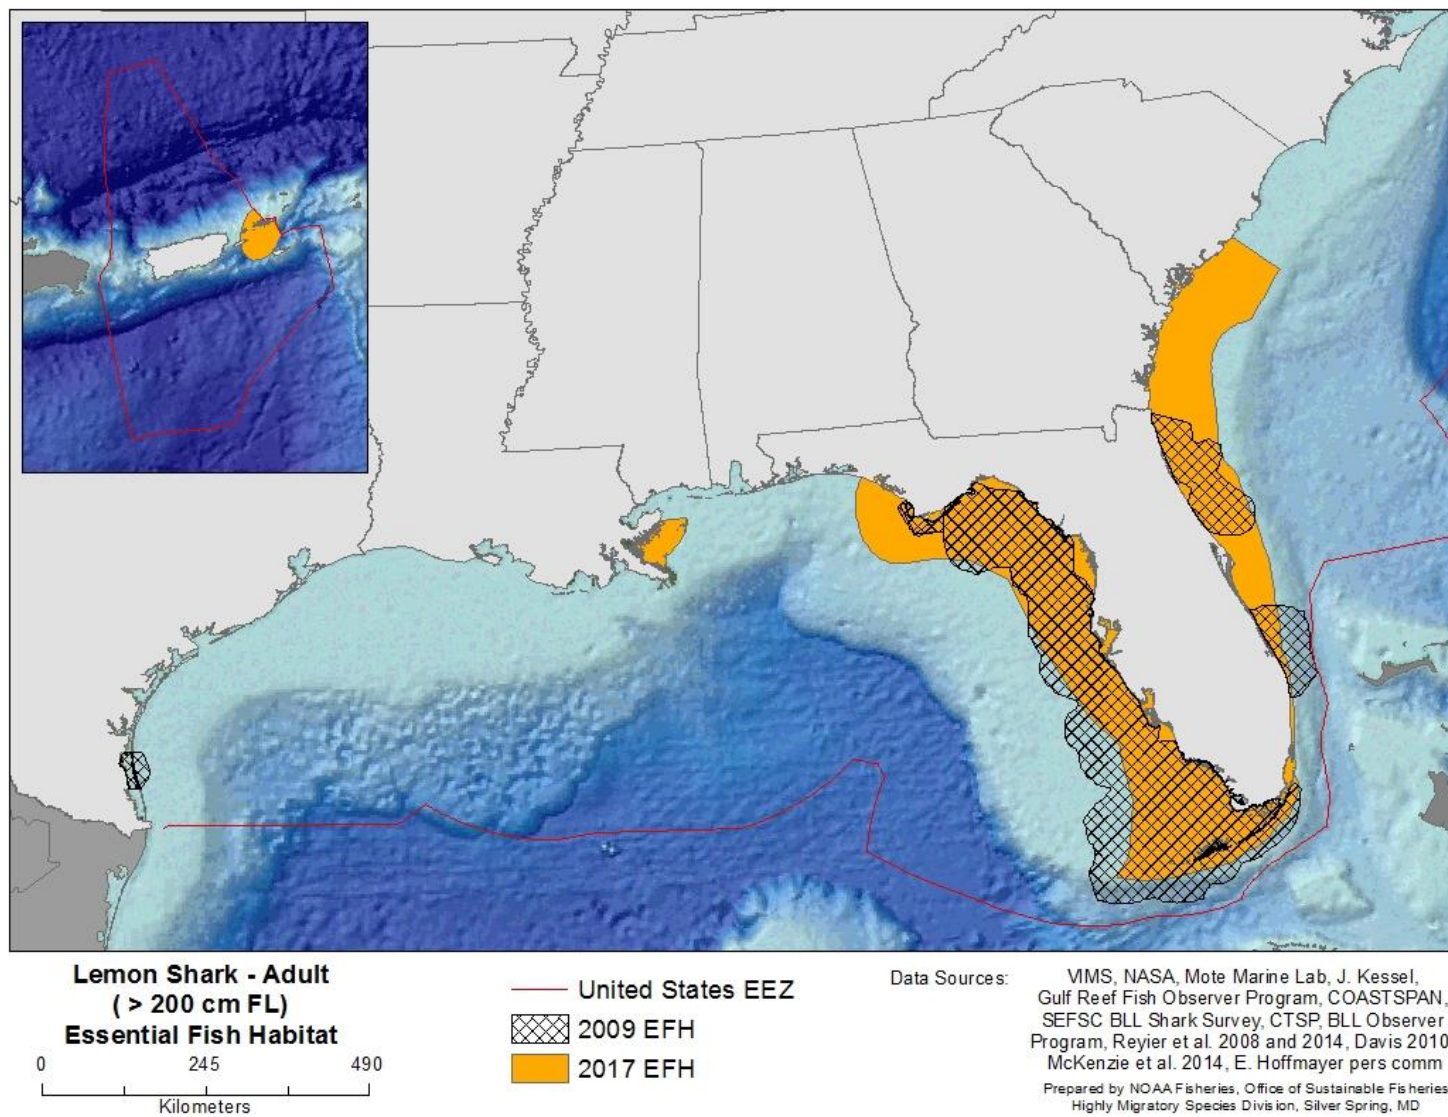 Lemon Shark - Adult
( > 200 cm FL)
Essential Fish Habitat
0 245 490
Kilometers
United States EEZ
2009 EFH
2017 EFH
Data Sources:
VIMS, NASA, Mote Marine Lab, J. Kessel,
Gulf Reef Fish Observer Program, COASTSPAN,
SEFSC BLL Shark Survey, CTSP, BLL Observer
Program, Reyier et al. 2008 and 2014, Davis 2010,
McKenzie et al. 2014, E. Hoffmayer pers comm
Prepared by NOAA Fisheries, Office of Sustainable Fisheries
Highly Migratory Species Division, Silver Spring, MD